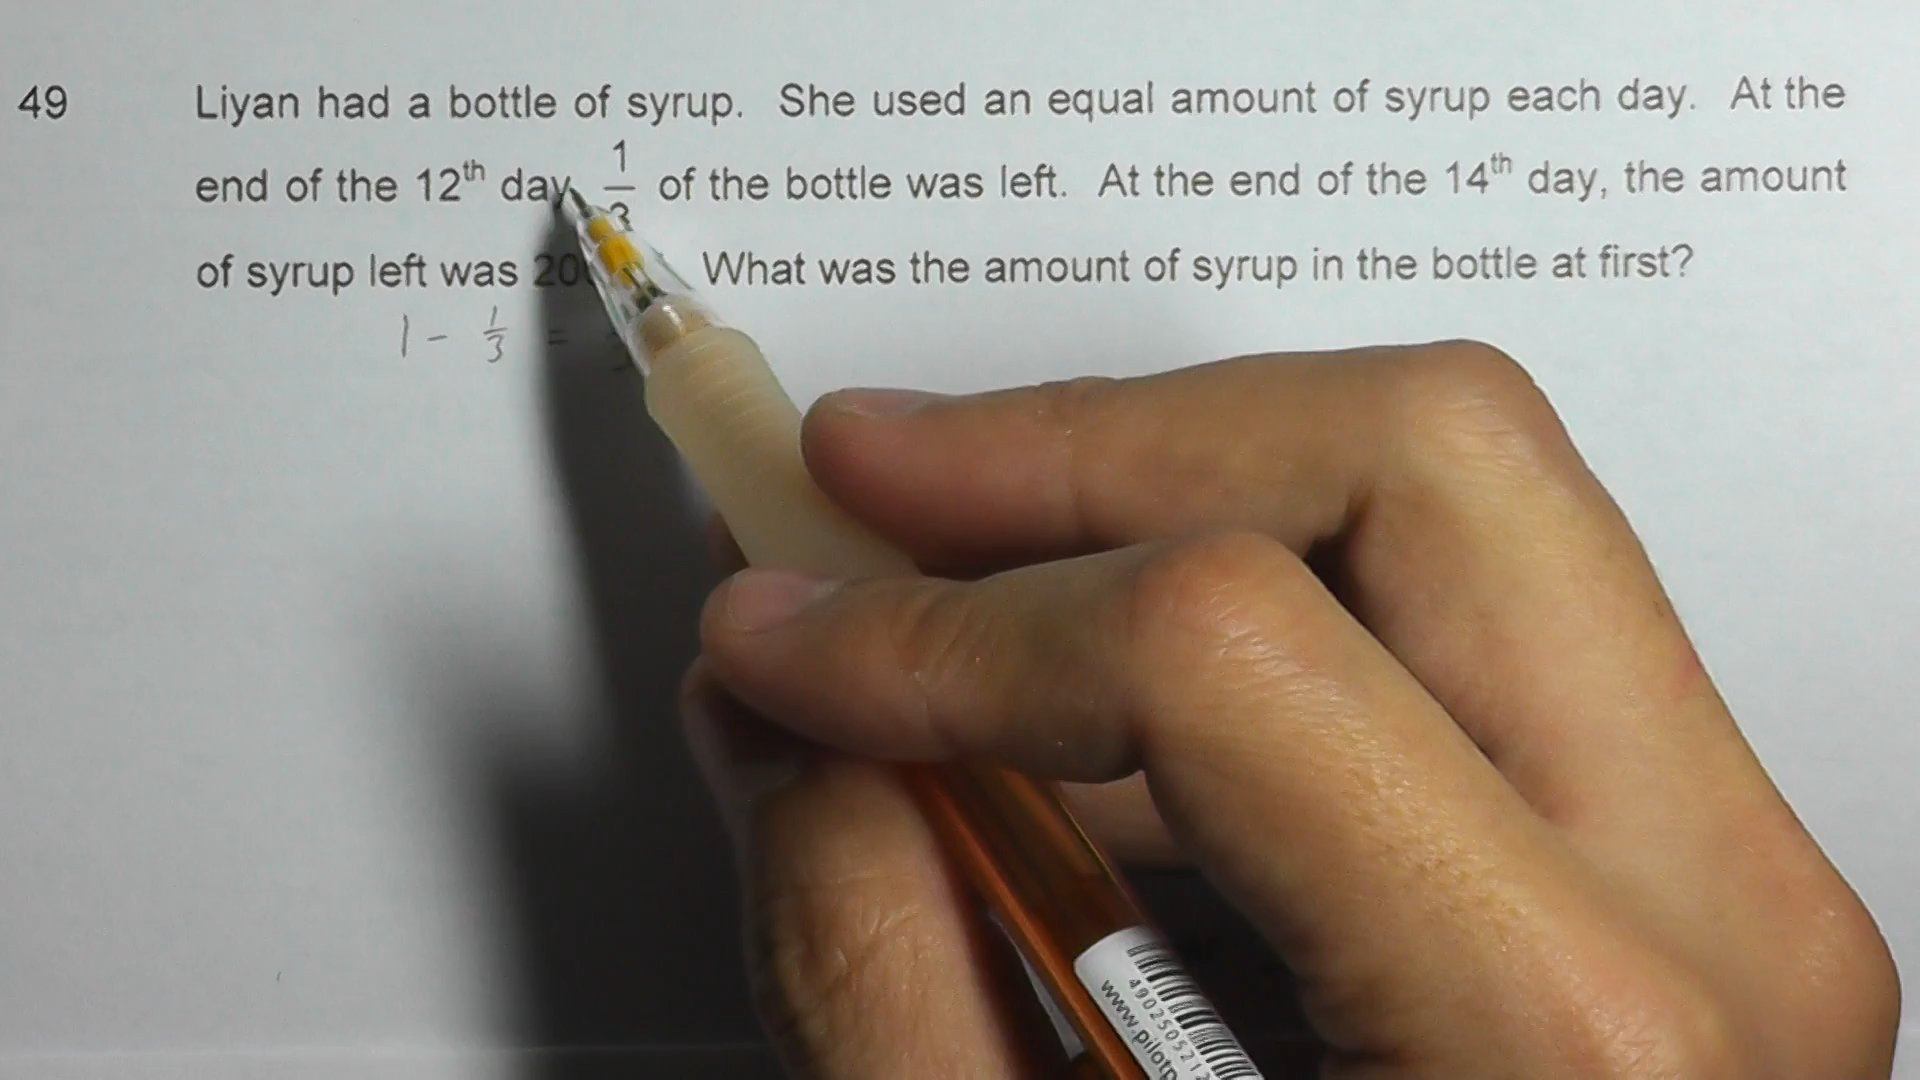 49 Liyan had a bottle of syrup. She used an equal amount of syrup each day. At the
end of the 12th day, 1/3 of the bottle was left. At the end of the 14th day, the amount
of syrup left was What was the amount of syrup in the bottle at first?
1 - 1/3 =
www.pilotp